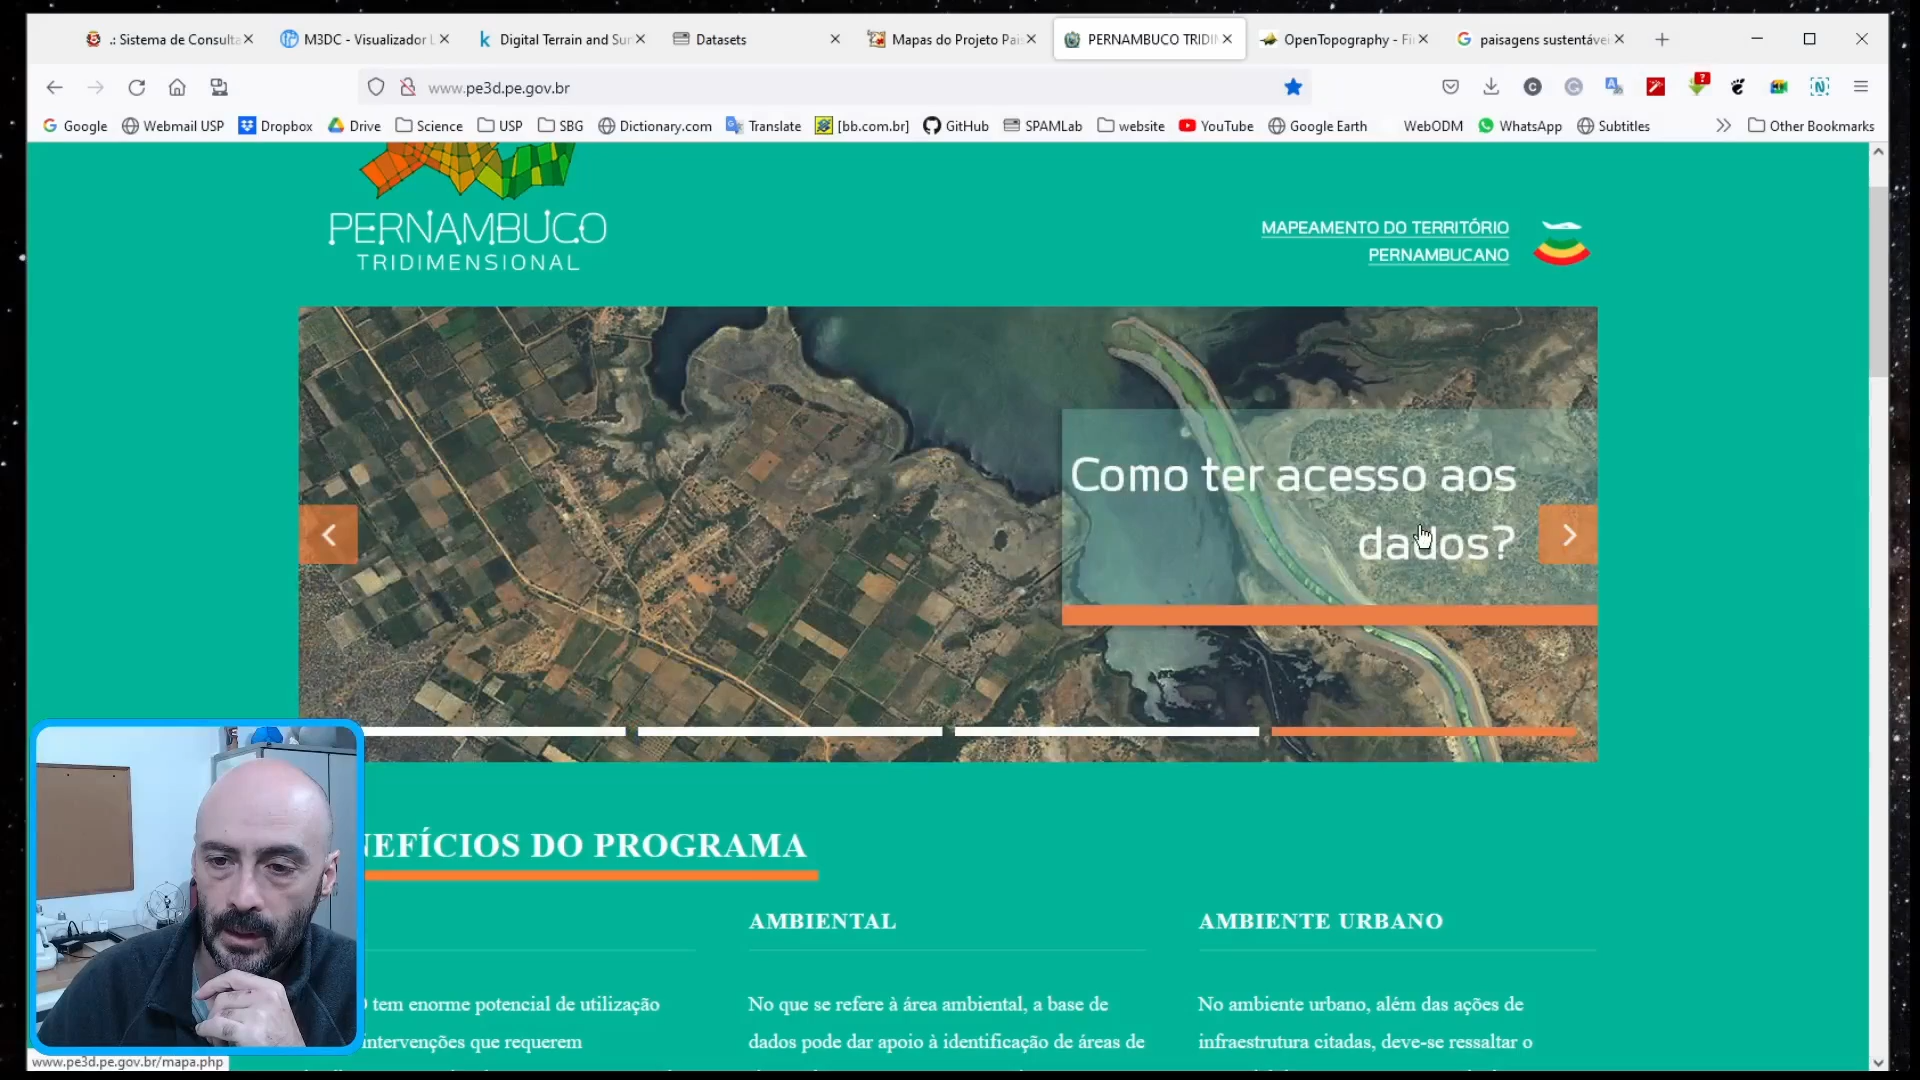 .: Sistema de Consulta
M3DC - Visualizador L
Digital Terrain and Sur
Datasets
Mapas do Projeto Pai
PERNAMBUCO TRIDI
OpenTopography - Fi
paisagens sustentávei
www.pe3d.pe.gov.br
Google
Webmail USP
Dropbox
Drive
Science
USP
SBG
Dictionary.com
Translate
[bb.com.br]
GitHub
SPAMLab
website
YouTube
Google Earth
WebODM
WhatsApp
Subtitles
Other Bookmarks
PERNAMBUCO
TRIDIMENSIONAL
MAPEAMENTO DO TERRITÓRIO
PERNAMBUCANO
Como ter acesso aos
dados?
NEFÍCIOS DO PROGRAMA
AMBIENTAL
AMBIENTE URBANO
tem enorme potencial de utilização
No que se refere à área ambiental, a base de
No ambiente urbano, além das ações de
intervenções que requerem
dados pode dar apoio à identificação de áreas de
infraestrutura citadas, deve-se ressaltar o
www.pe3d.pe.gov.br/mapa.php